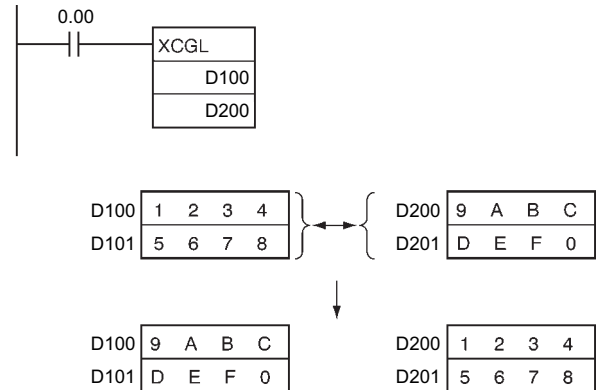 0.00
XCGL
D100
D200
D100 1 2 3 4 D200 9 A B C
D101 5 6 7 8 D201 D E F 0
D100 9 A B C D200 1 2 3 4
D101 D E F 0 D201 5 6 7 8